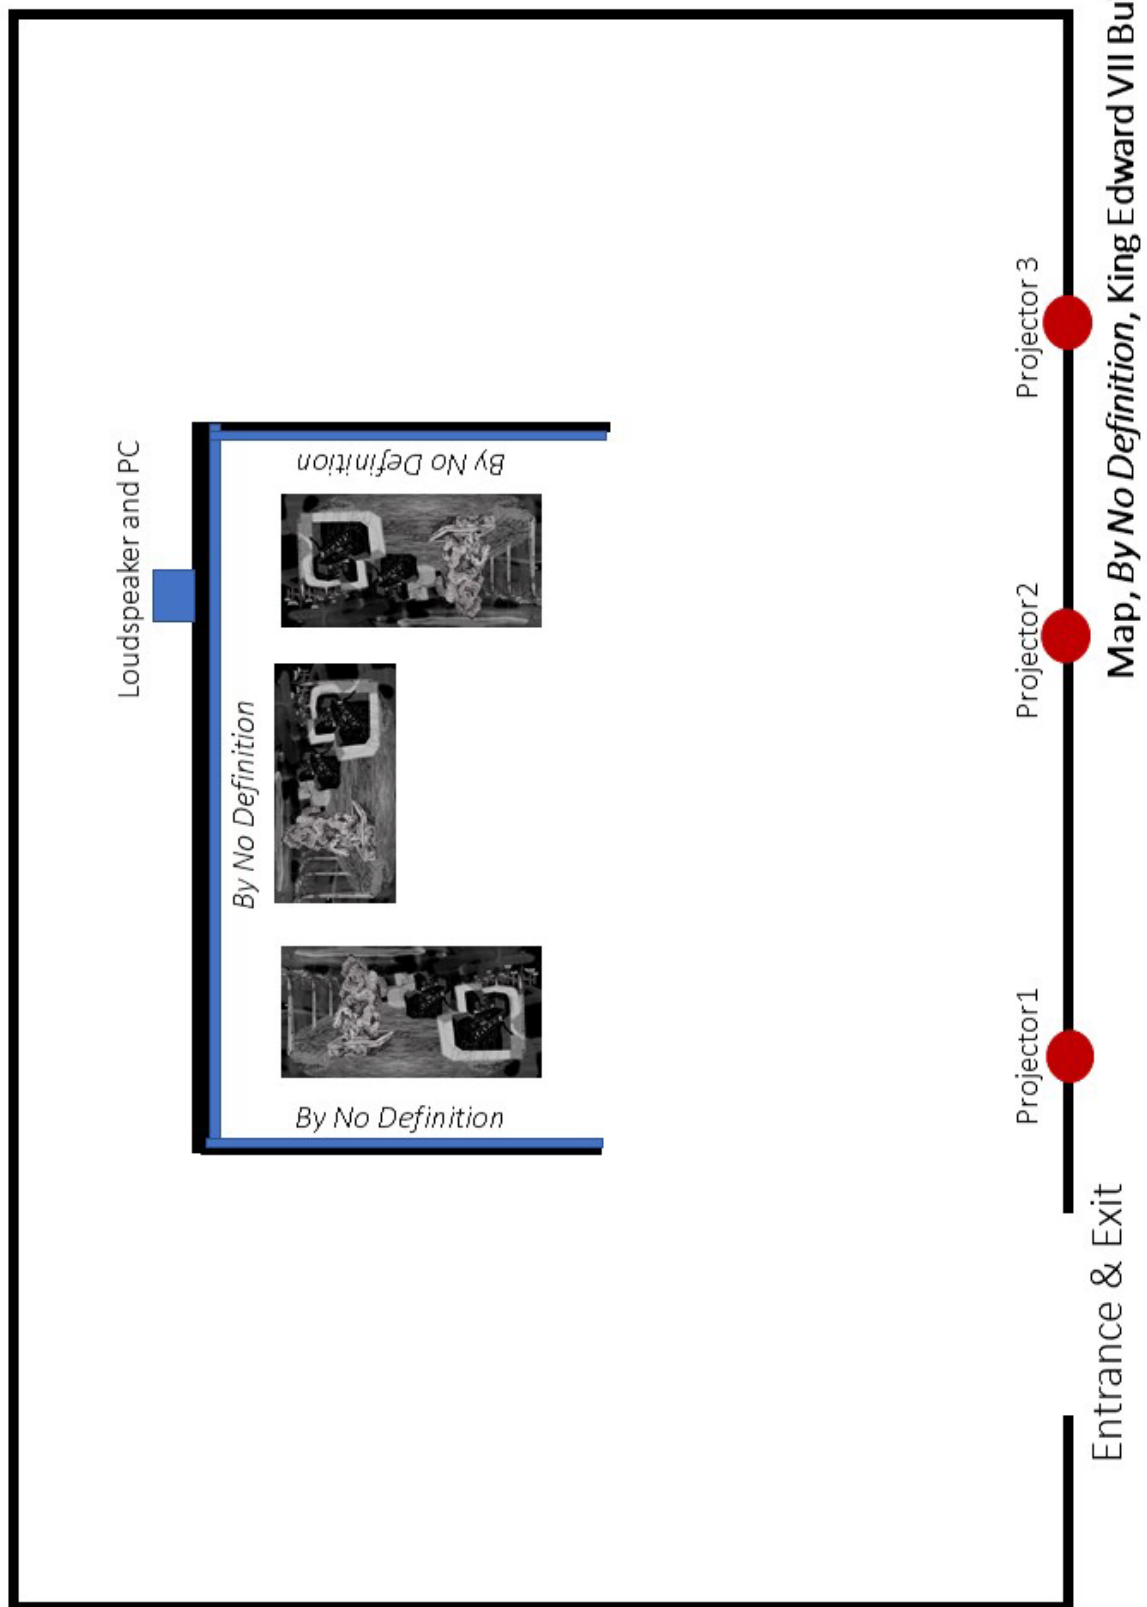 Loudspeaker and PC
By No Definition
By No Definition
By No Definition
Projector1
Projector2
Projector 3
Entrance & Exit
Map, By No Definition, King Edward VII Bu